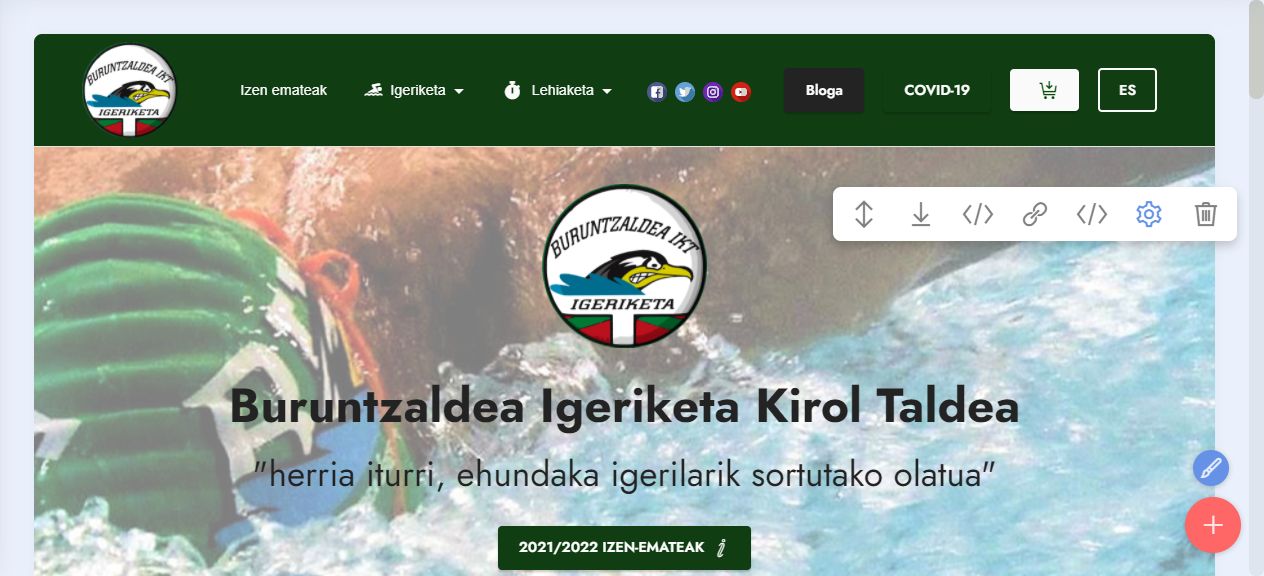 BURUNTZALDEA IKT
IGERIKETA
Izen emateak
Igeriketa
Lehiaketa
Bloga
COVID-19
ES
BURUNTZALDEA IKT
IGERIKETA
Buruntzaldea Igeriketa Kirol Taldea
"herria iturri, ehundaka igerilarik sortutako olatua"
2021/2022 IZEN-EMATEAK i